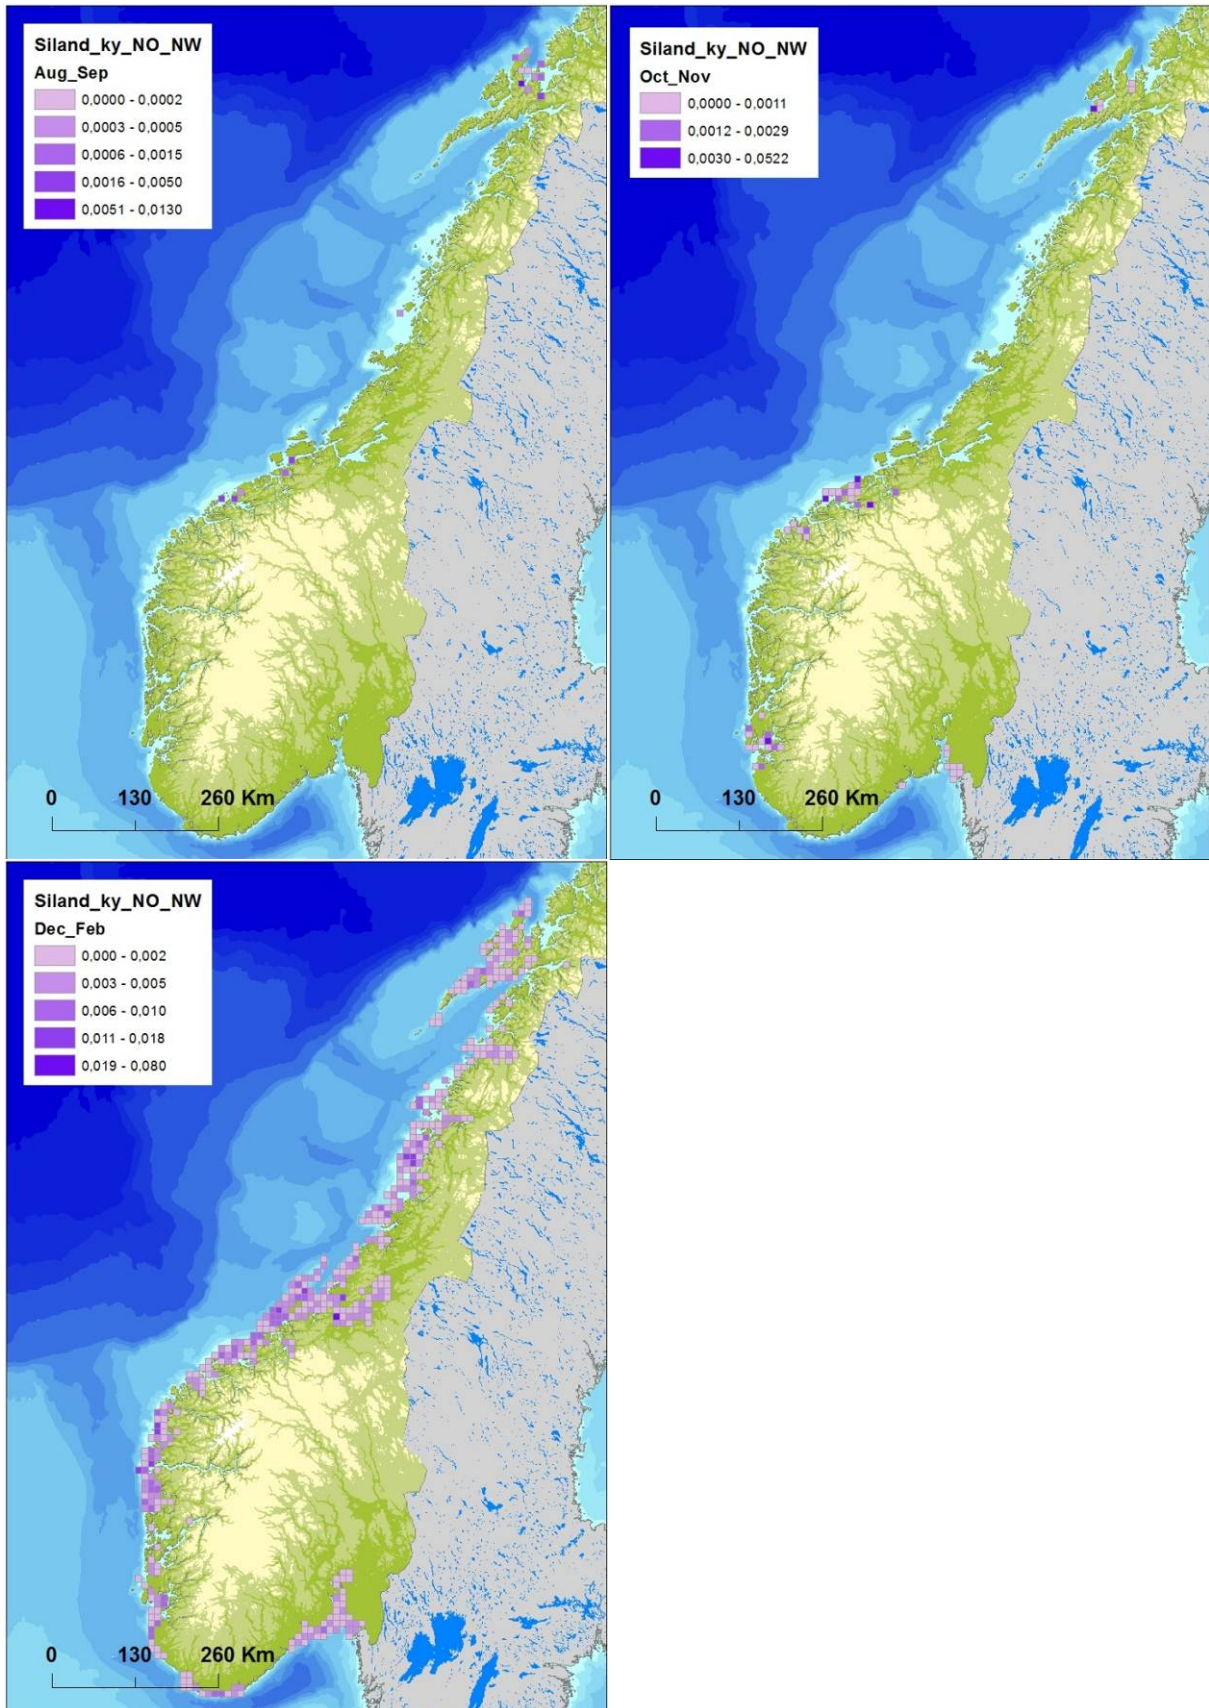 Siland_ky_NO_NW
Aug_Sep
0,0000 - 0,0002
0,0003 - 0,0005
0,0006 - 0,0015
0,0016 - 0,0050
0,0051 - 0,0130
0 130 260 Km
Siland_ky_NO_NW
Oct_Nov
0,0000 - 0,0011
0,0012 - 0,0029
0,0030 - 0,0522
0 130 260 Km
Siland_ky_NO_NW
Dec_Feb
0,000 - 0,002
0,003 - 0,005
0,006 - 0,010
0,011 - 0,018
0,019 - 0,080
0 130 260 Km